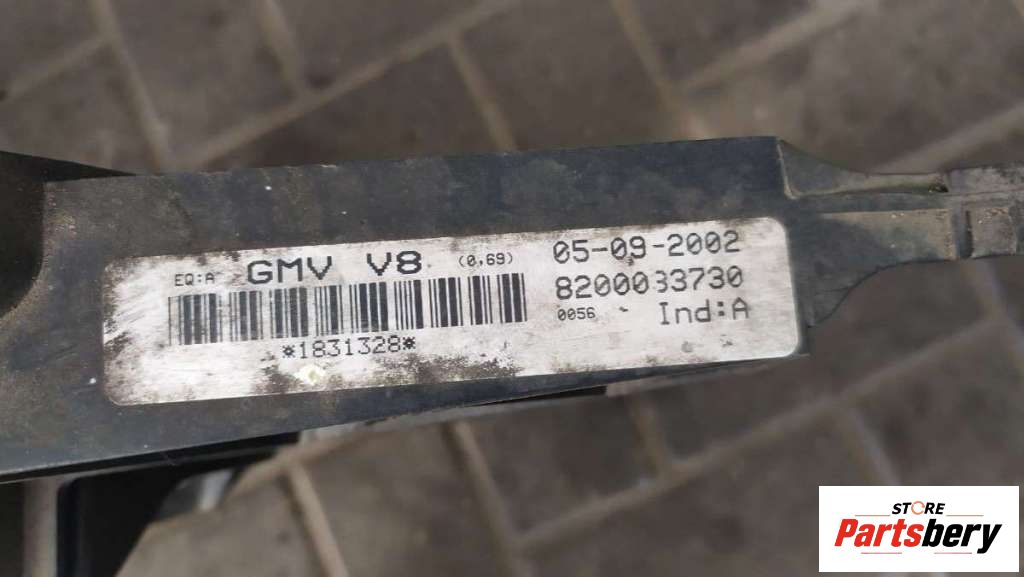 EQ:A GMV V8 (0,69) 05-09-2002
8200033730
0056 - Ind:A
*1831328*
STORE
Partsbery